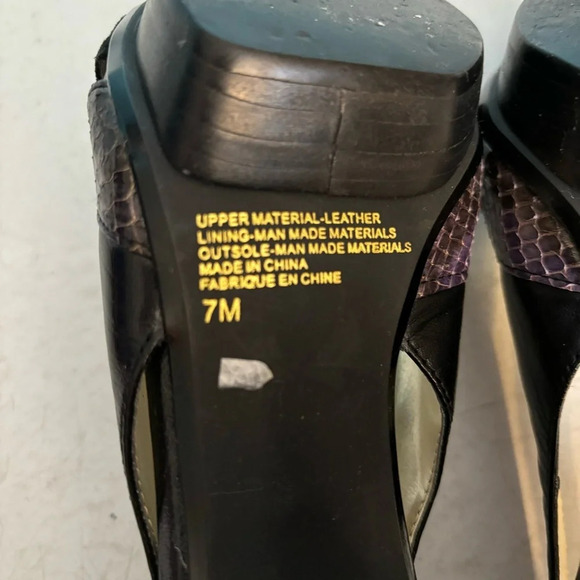 UPPER MATERIAL-LEATHER
LINING-MAN MADE MATERIALS
OUTSOLE-MAN MADE MATERIALS
MADE IN CHINA
FABRIQUE EN CHINE
7M